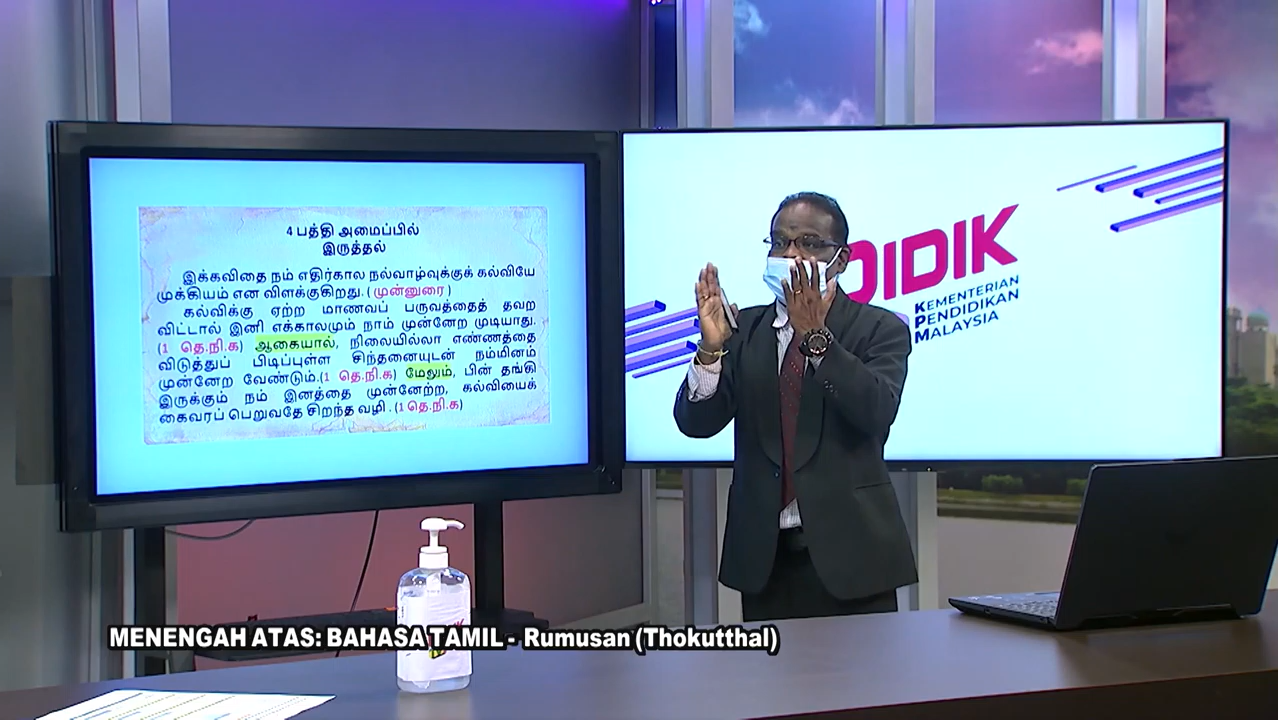 4 பத்தி அமைப்பில்
இருத்தல்
இக்கவிதை நம் எதிர்கால நல்வாழ்வுக்குக் கல்வியே
முக்கியம் என விளக்குகிறது. ( முன்னுரை )
கல்விக்கு ஏற்ற மாணவப் பருவத்தைத் தவற
விட்டால் இனி எக்காலமும் நாம் முன்னேற முடியாது.
(1 தெ.நி.க) ஆகையால், நிலையில்லா எண்ணத்தை
விடுத்துப் பிடிப்புள்ள சிந்தனையுடன் நம்மினம்
முன்னேற வேண்டும்.(1 தெ.நி.க) மேலும், பின் தங்கி
இருக்கும் நம் இனத்தை முன்னேற்ற, கல்வியைக்
கைவரப் பெறுவதே சிறந்த வழி . (1 தெ.நி.க)
DIDIK
KEMENTERIAN
PENDIDIKAN
MALAYSIA
MENENGAH ATAS: BAHASA TAMIL - Rumusan (Thokutthal)